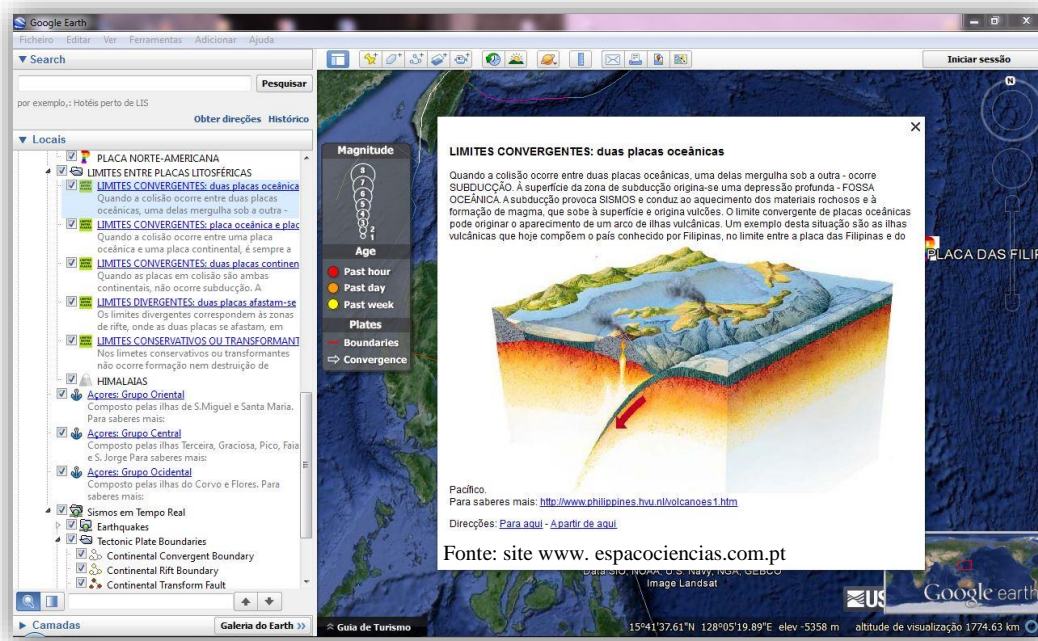 Google Earth
Ficheiro Editar Ver Ferramentas Adicionar Ajuda
▼ Search
Pesquisar
por exemplo,: Hotéis perto de LIS
Obter direções Histórico
▼ Locais
PLACA NORTE-AMERICANA
LIMITES ENTRE PLACAS LITOSFÉRICAS
LIMITES CONVERGENTES: duas placas oceânica
Quando a colisão ocorre entre duas placas
oceânicas, uma delas mergulha sob a outra -
LIMITES CONVERGENTES: placa oceânica e plac
Quando a colisão ocorre entre uma placa
oceânica e uma placa continental, é sempre a
LIMITES CONVERGENTES: duas placas continen
Quando as placas em colisão são ambas
continentais, não ocorre subducção. A
LIMITES DIVERGENTES: duas placas afastam-se
Os limites divergentes correspondem às zonas
de rifte, onde as duas placas se afastam, em
LIMITES CONSERVATIVOS OU TRANSFORMANT
Nos limetes conservativos ou transformantes
não ocorre formação nem destruição de
HIMALAIAS
Açores: Grupo Oriental
Composto pelas ilhas de S.Miguel e Santa Maria.
Para saberes mais:
Açores: Grupo Central
Composto pelas ilhas Terceira, Graciosa, Pico, Faia
e S. Jorge Para saberes mais:
Açores: Grupo Ocidental
Composto pelas ilhas do Corvo e Flores. Para
saberes mais:
Sismos em Tempo Real
Earthquakes
Tectonic Plate Boundaries
Continental Convergent Boundary
Continental Rift Boundary
Continental Transform Fault
► Camadas
Galeria do Earth »
Iniciar sessão
N
Magnitude
8
7
6
5
4
3
2
1
Age
Past hour
Past day
Past week
Plates
Boundaries
Convergence
LIMITES CONVERGENTES: duas placas oceânicas
Quando a colisão ocorre entre duas placas oceânicas, uma delas mergulha sob a outra - ocorre
SUBDUCÇÃO. À superfície da zona de subducção origina-se uma depressão profunda - FOSSA
OCEÂNICA. A subducção provoca SISMOS e conduz ao aquecimento dos materiais rochosos e à
formação de magma, que sobe à superfície e origina vulcões. O limite convergente de placas oceânicas
pode originar o aparecimento de um arco de ilhas vulcânicas. Um exemplo desta situação são as ilhas
vulcânicas que hoje compõem o país conhecido por Filipinas, no limite entre a placa das Filipinas e do
Pacífico.
Para saberes mais: http://www.philippines.hvu.nl/volcanoes1.htm
Direcções: Para aqui - A partir de aqui
Fonte: site www. espacociencias.com.pt
PLACA DAS FILIP
Data SIO, NOAA, U.S. Navy, NGA, GEBCO
Image Landsat
US
Google earth
Guia de Turismo
15°41'37.61"N 128°05'19.89"E elev -5358 m altitude de visualização 1774.63 km